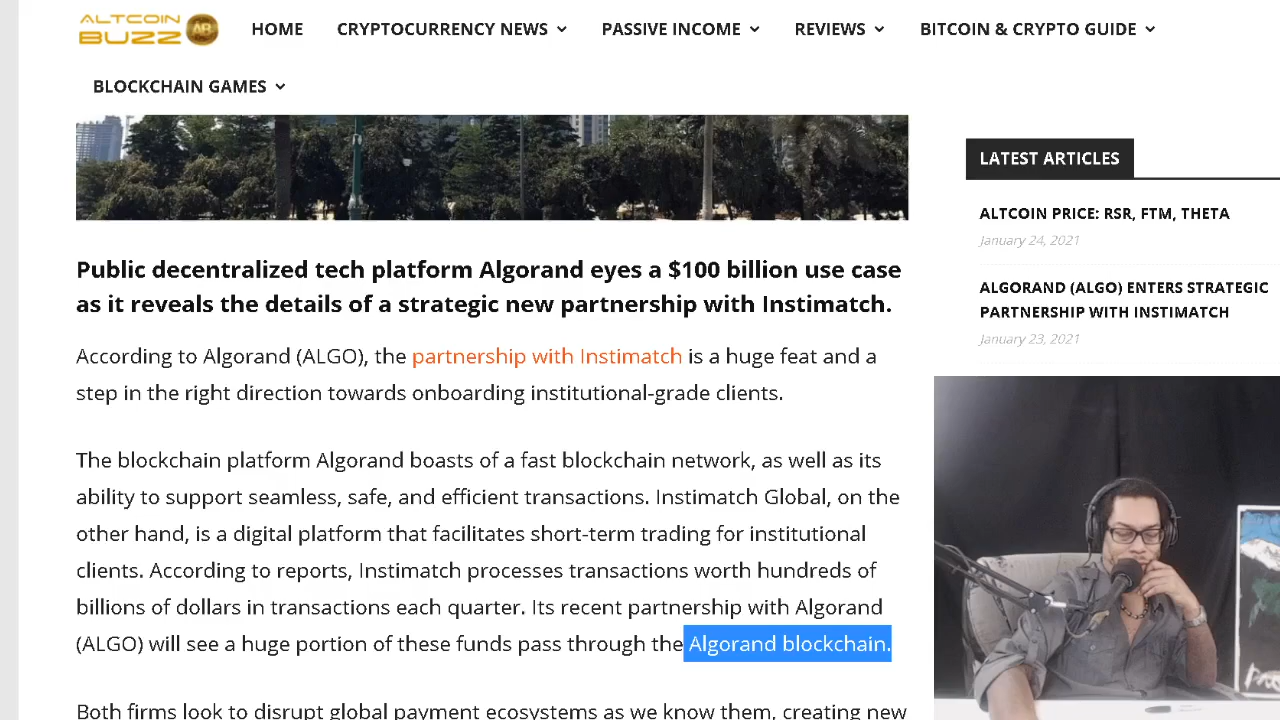 ALTCOIN
BUZZ
AB
HOME
CRYPTOCURRENCY NEWS
PASSIVE INCOME
REVIEWS
BITCOIN & CRYPTO GUIDE
BLOCKCHAIN GAMES
Public decentralized tech platform Algorand eyes a $100 billion use case
as it reveals the details of a strategic new partnership with Instimatch.
According to Algorand (ALGO), the partnership with Instimatch is a huge feat and a
step in the right direction towards onboarding institutional-grade clients.
The blockchain platform Algorand boasts of a fast blockchain network, as well as its
ability to support seamless, safe, and efficient transactions. Instimatch Global, on the
other hand, is a digital platform that facilitates short-term trading for institutional
clients. According to reports, Instimatch processes transactions worth hundreds of
billions of dollars in transactions each quarter. Its recent partnership with Algorand
(ALGO) will see a huge portion of these funds pass through the Algorand blockchain.
Both firms look to disrupt global payment ecosystems as we know them, creating new
LATEST ARTICLES
ALTCOIN PRICE: RSR, FTM, THETA
January 24, 2021
ALGORAND (ALGO) ENTERS STRATEGIC
PARTNERSHIP WITH INSTIMATCH
January 23, 2021